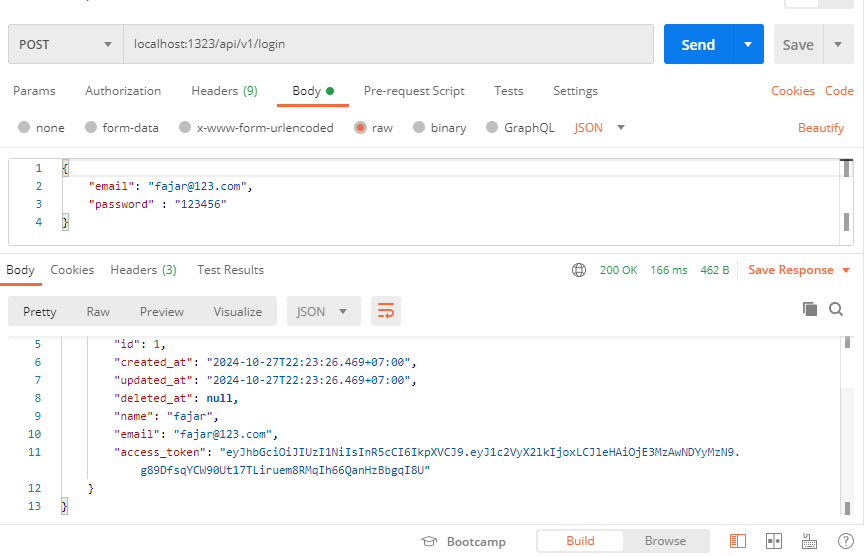 POST localhost:1323/api/v1/login Send Save
Params Authorization Headers (9) Body Pre-request Script Tests Settings Cookies Code
none form-data x-www-form-urlencoded raw binary GraphQL JSON Beautify
1 {
2 "email": "fajar@123.com",
3 "password" : "123456"
4 }
Body Cookies Headers (3) Test Results 200 OK 166 ms 462 B Save Response
Pretty Raw Preview Visualize JSON
5 "id": 1,
6 "created_at": "2024-10-27T22:23:26.469+07:00",
7 "updated_at": "2024-10-27T22:23:26.469+07:00",
8 "deleted_at": null,
9 "name": "fajar",
10 "email": "fajar@123.com",
11 "access_token": "eyJhbGciOiJIUzI1NiIsInR5cCI6IkpXVCJ9.eyJ1c2VyX2lkIjoxLCJleHAiOjE3MzAwNDYyMzN9.
g89DfsqYCW90Ut17TLiruem8RMqIh66QanHzBbgqI8U"
12 }
13 }
Bootcamp Build Browse